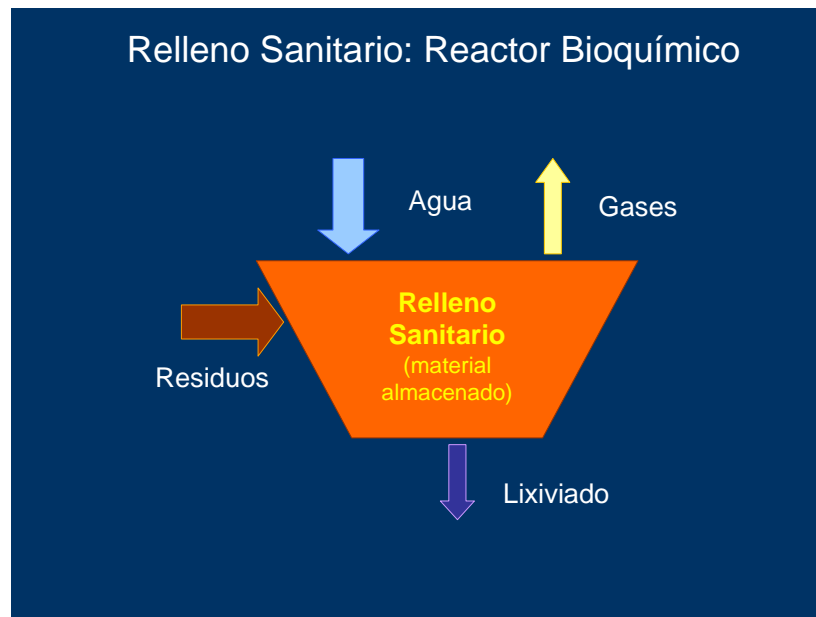 Relleno Sanitario: Reactor Bioquímico
Agua
Gases
Relleno
Sanitario
(material
almacenado)
Residuos
Lixiviado